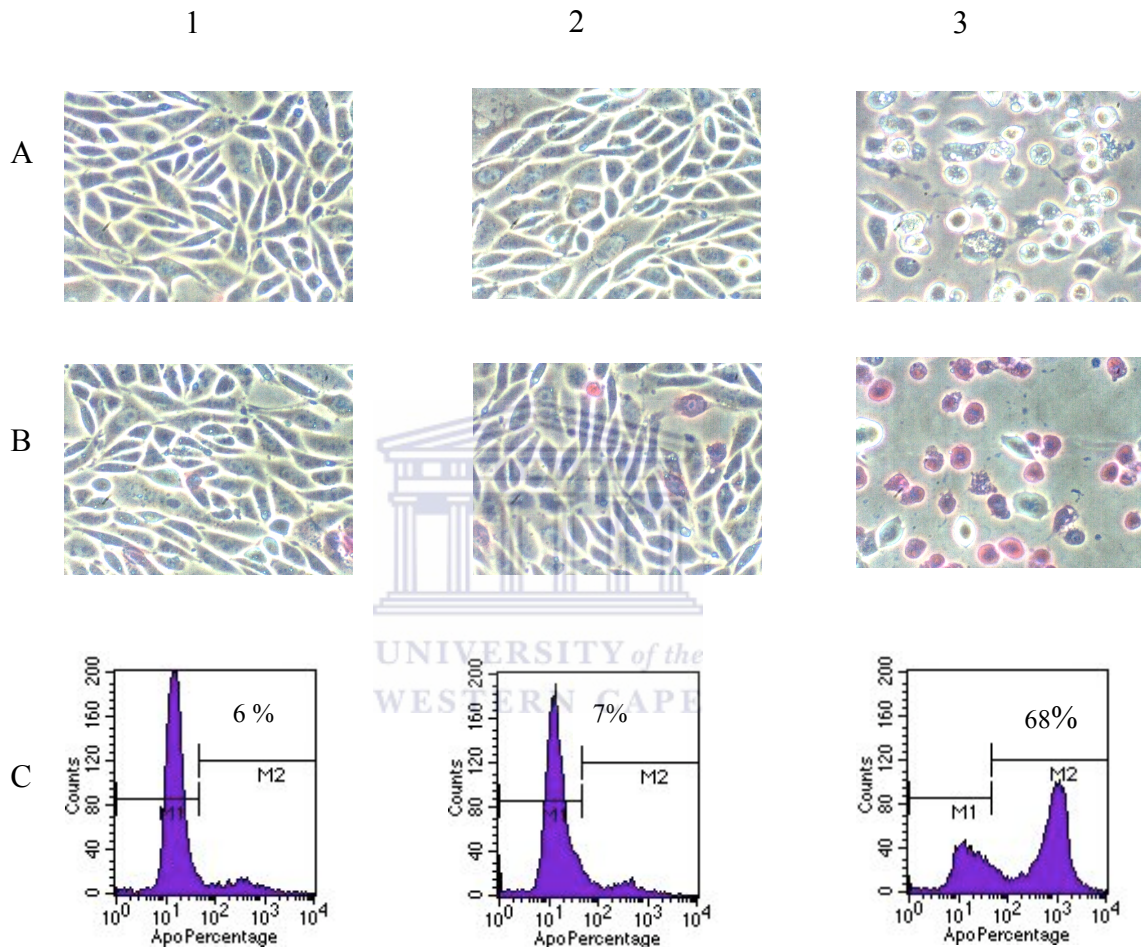 1 2 3
A
B
UNIVERSITY of the
WESTERN CAPE
C
Counts
0 40 80 120 160 200
6 %
M1
M2
10^0 10^1 10^2 10^3 10^4
ApoPercentage
Counts
0 40 80 120 160 200
7%
M1
M2
10^0 10^1 10^2 10^3 10^4
ApoPercentage
Counts
0 40 80 120 160 200
68%
M1
M2
10^0 10^1 10^2 10^3 10^4
ApoPercentage